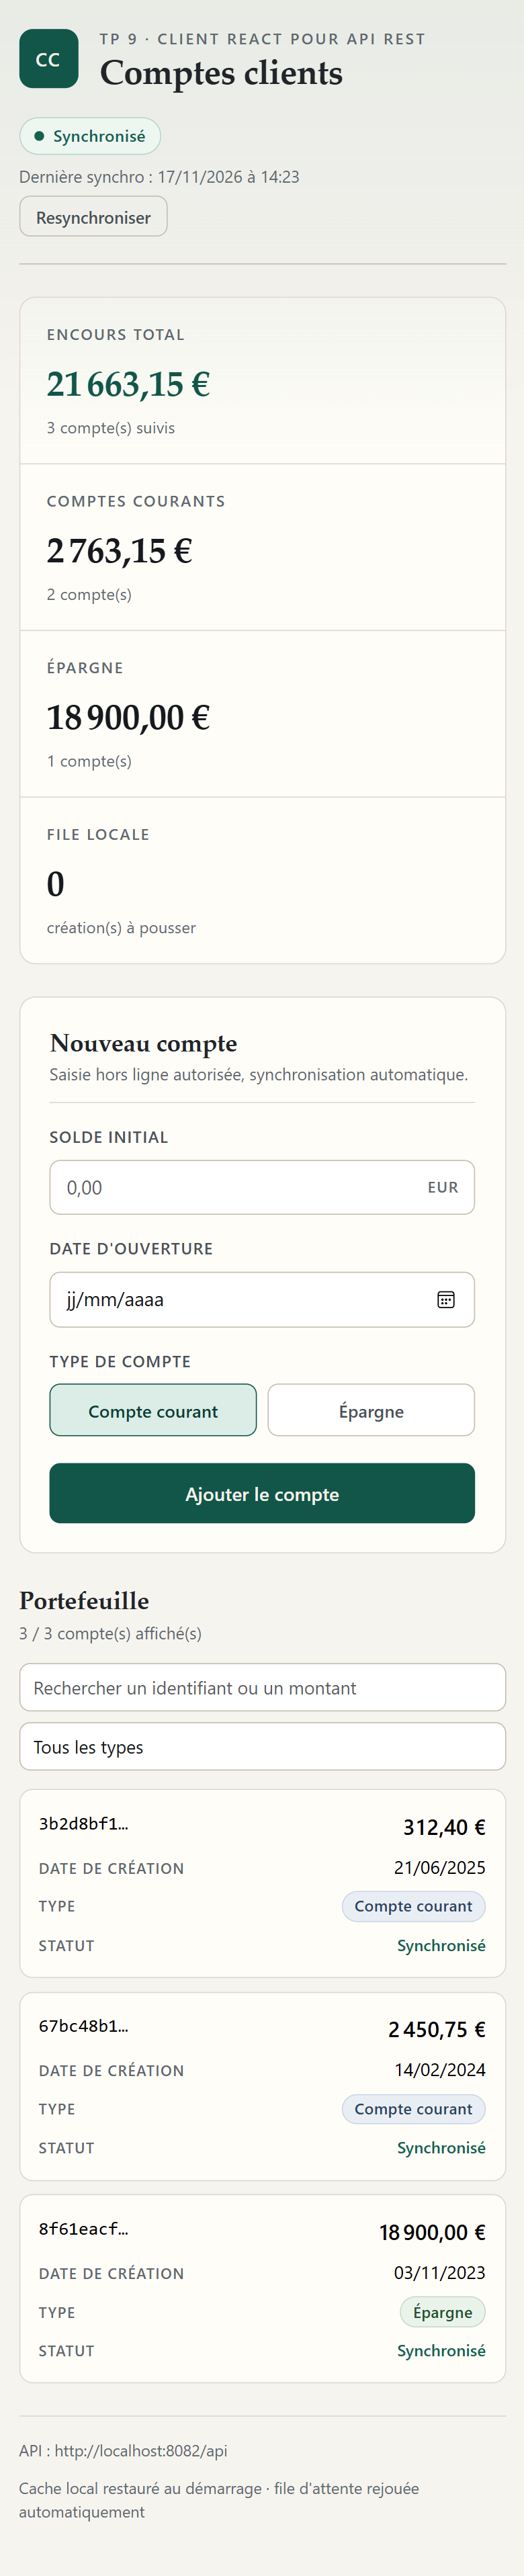 CC
TP 9 · CLIENT REACT POUR API REST
Comptes clients
Synchronisé
Dernière synchro : 17/11/2026 à 14:23
Resynchroniser
ENCOURS TOTAL
21 663,15 €
3 compte(s) suivis
COMPTES COURANTS
2 763,15 €
2 compte(s)
ÉPARGNE
18 900,00 €
1 compte(s)
FILE LOCALE
0
création(s) à pousser
Nouveau compte
Saisie hors ligne autorisée, synchronisation automatique.
SOLDE INITIAL
0,00 EUR
DATE D'OUVERTURE
jj/mm/aaaa
TYPE DE COMPTE
Compte courant Épargne
Ajouter le compte
Portefeuille
3 / 3 compte(s) affiché(s)
Rechercher un identifiant ou un montant
Tous les types
3b2d8bf1… 312,40 €
DATE DE CRÉATION 21/06/2025
TYPE Compte courant
STATUT Synchronisé
67bc48b1… 2 450,75 €
DATE DE CRÉATION 14/02/2024
TYPE Compte courant
STATUT Synchronisé
8f61eacf… 18 900,00 €
DATE DE CRÉATION 03/11/2023
TYPE Épargne
STATUT Synchronisé
API : http://localhost:8082/api
Cache local restauré au démarrage · file d'attente rejouée
automatiquement